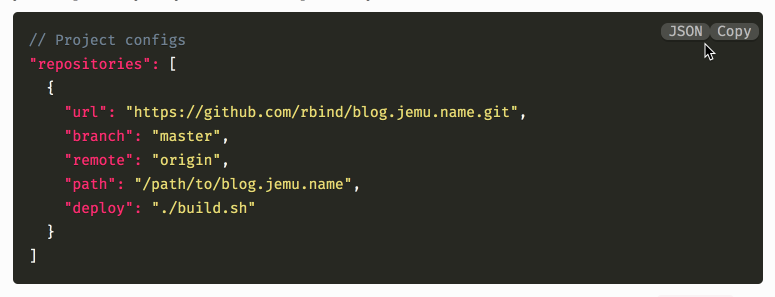 JSON Copy
// Project configs
"repositories": [
  {
    "url": "https://github.com/rbind/blog.jemu.name.git",
    "branch": "master",
    "remote": "origin",
    "path": "/path/to/blog.jemu.name",
    "deploy": "./build.sh"
  }
]